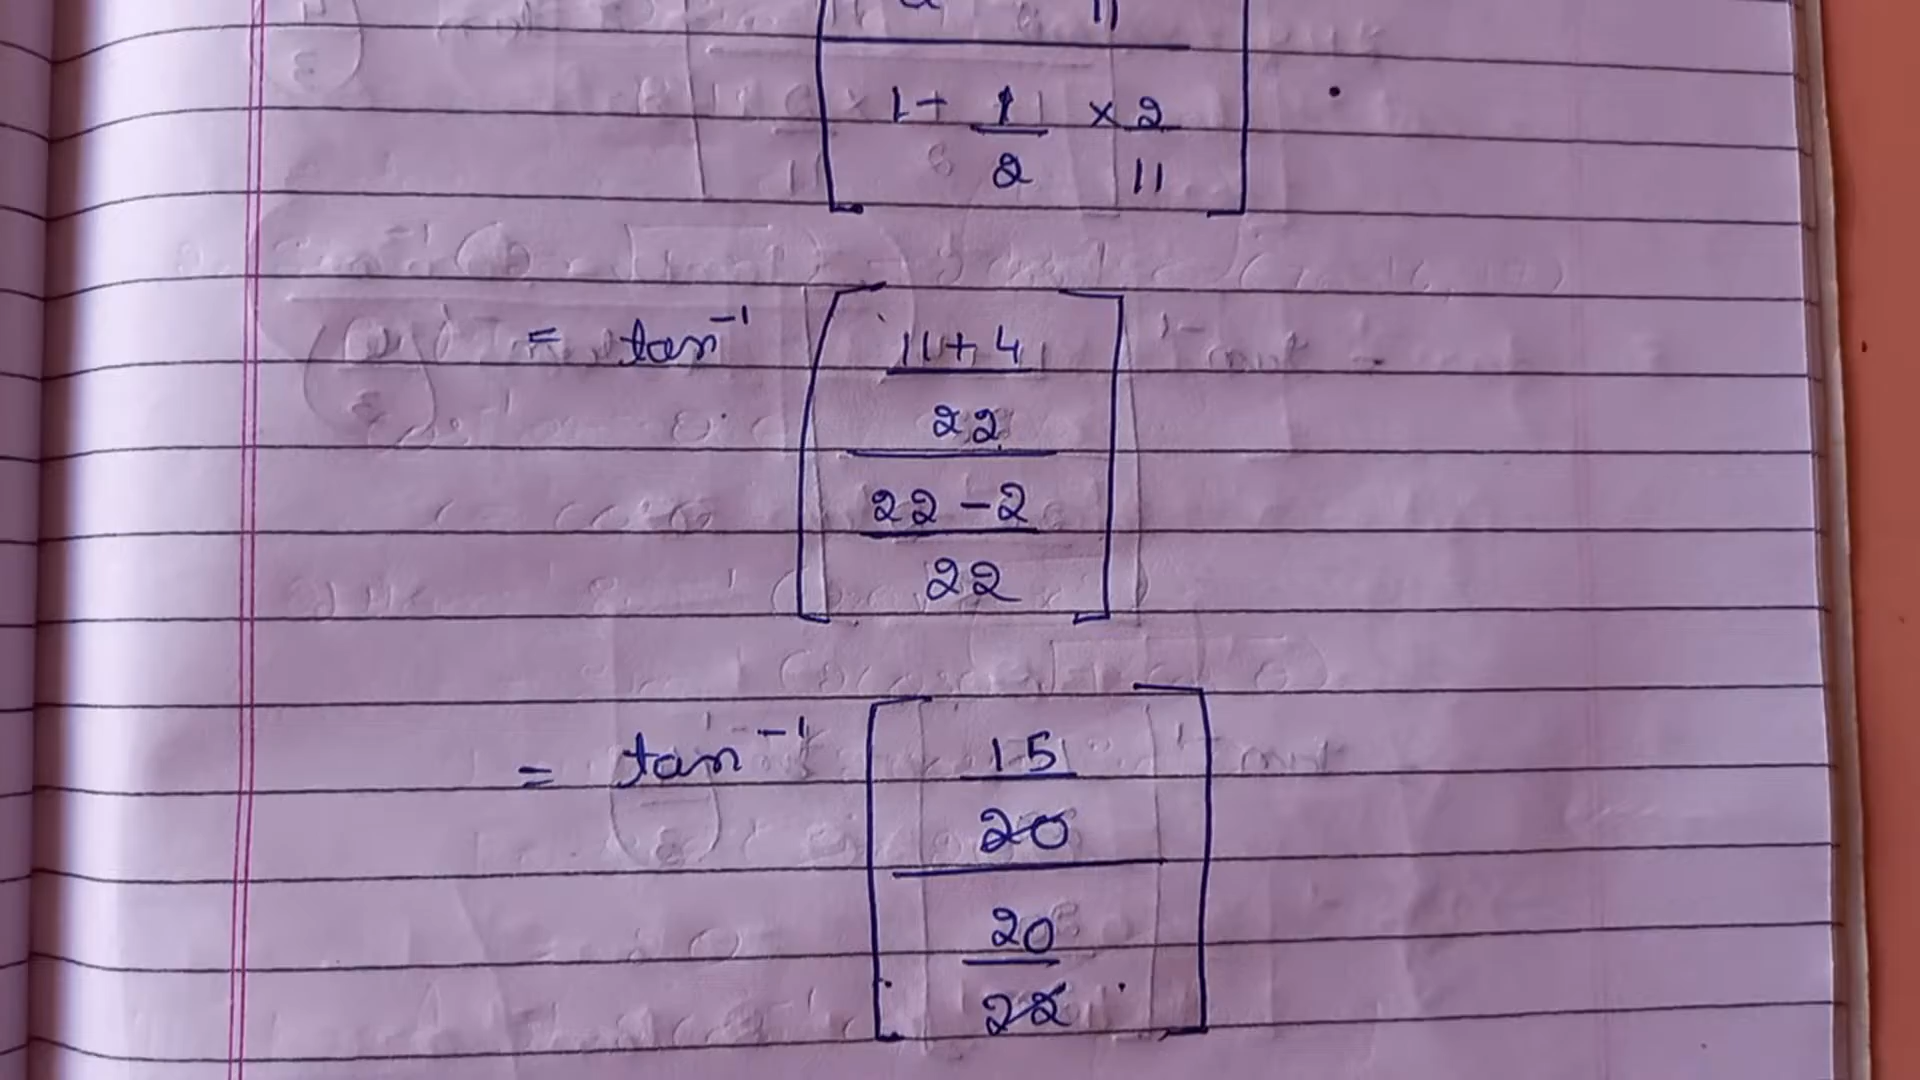 11
1+ 1 × 2
2 11
= tan⁻¹ [ 11+4
22
22-2
22 ]
= tan⁻¹ [ 15
20
20
22 ]